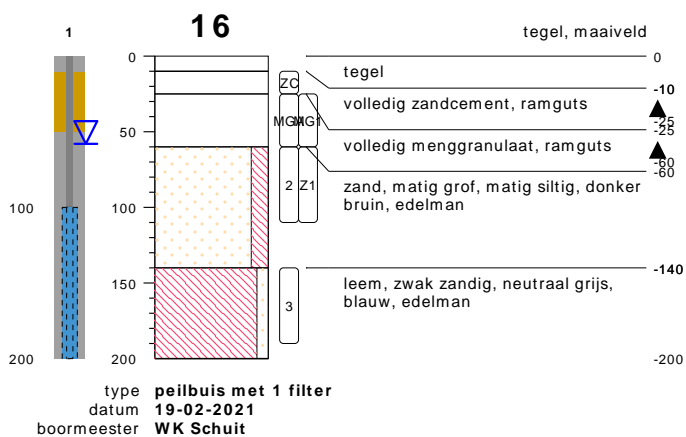 1
16
tegel, maaiveld
0
0
tegel
-10
ZC
volledig zandcement, ramguts
-25
-25
50
MG1
volledig menggranulaat, ramguts
-60
-60
2
Z1
zand, matig grof, matig siltig, donker
bruin, edelman
100
100
-140
leem, zwak zandig, neutraal grijs,
blauw, edelman
150
3
200
200
-200
type peilbuis met 1 filter
datum 19-02-2021
boormeester WK Schuit